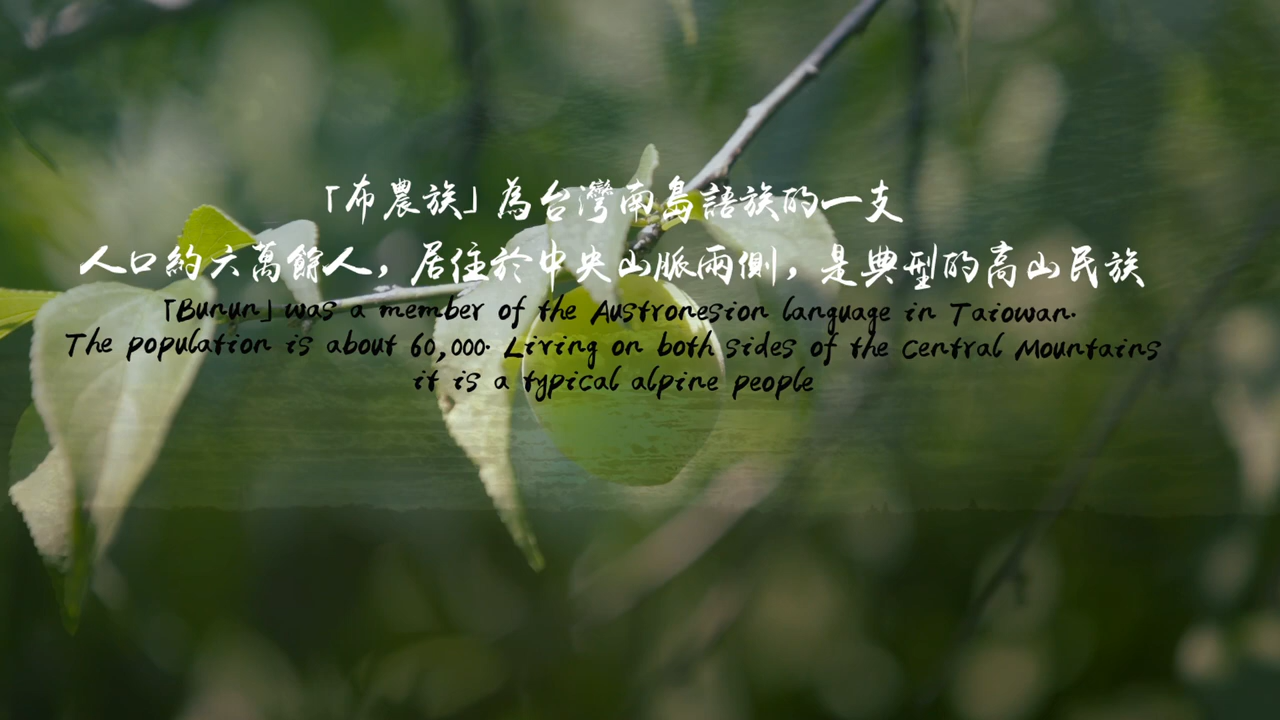 「布農族」為台灣南島語族的一支
人口約六萬餘人，居住於中央山脈兩側，是典型的高山民族
「Bunun」 was a member of the Austronesion language in Taiowan.
The population is about 60,000. Living on both sides of the Central Mountains
it is a typical alpine people